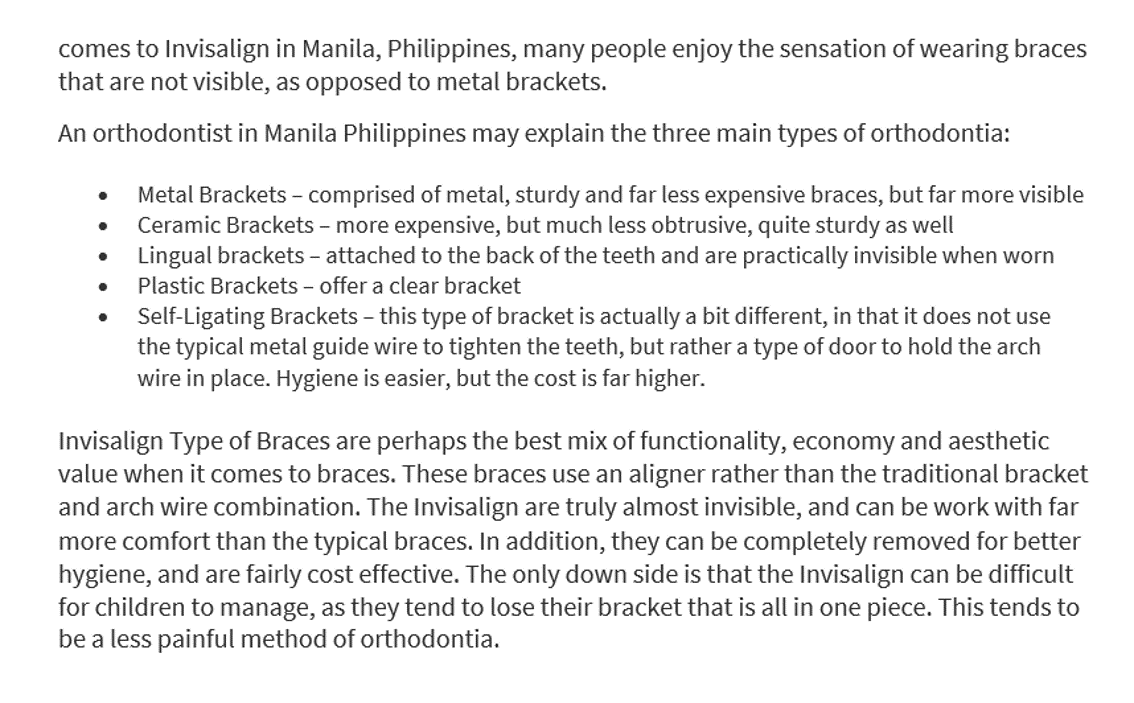 comes to Invisalign in Manila, Philippines, many people enjoy the sensation of wearing braces
that are not visible, as opposed to metal brackets.
An orthodontist in Manila Philippines may explain the three main types of orthodontia:
• Metal Brackets – comprised of metal, sturdy and far less expensive braces, but far more visible
• Ceramic Brackets – more expensive, but much less obtrusive, quite sturdy as well
• Lingual brackets – attached to the back of the teeth and are practically invisible when worn
• Plastic Brackets – offer a clear bracket
• Self-Ligating Brackets – this type of bracket is actually a bit different, in that it does not use
the typical metal guide wire to tighten the teeth, but rather a type of door to hold the arch
wire in place. Hygiene is easier, but the cost is far higher.
Invisalign Type of Braces are perhaps the best mix of functionality, economy and aesthetic
value when it comes to braces. These braces use an aligner rather than the traditional bracket
and arch wire combination. The Invisalign are truly almost invisible, and can be work with far
more comfort than the typical braces. In addition, they can be completely removed for better
hygiene, and are fairly cost effective. The only down side is that the Invisalign can be difficult
for children to manage, as they tend to lose their bracket that is all in one piece. This tends to
be a less painful method of orthodontia.